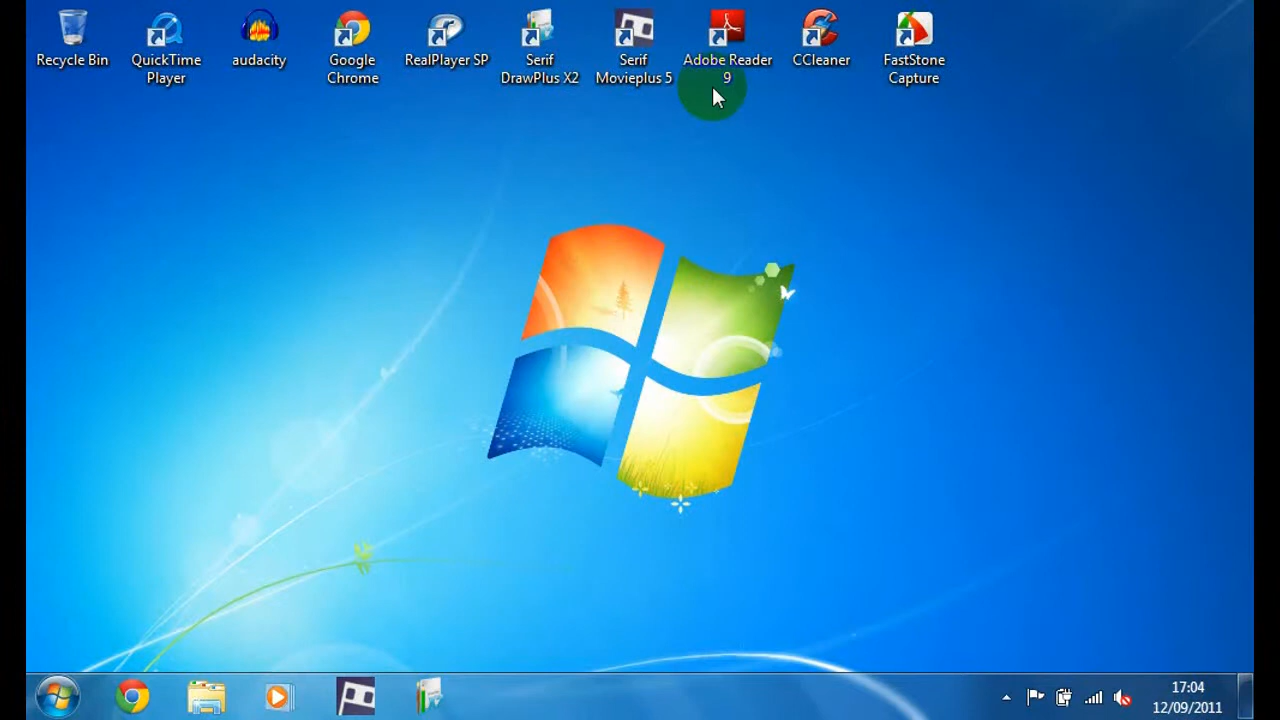 Recycle Bin
QuickTime
Player
audacity
Google
Chrome
RealPlayer SP
Serif
DrawPlus X2
Serif
Movieplus 5
Adobe Reader
9
CCleaner
FastStone
Capture
17:04
12/09/2011